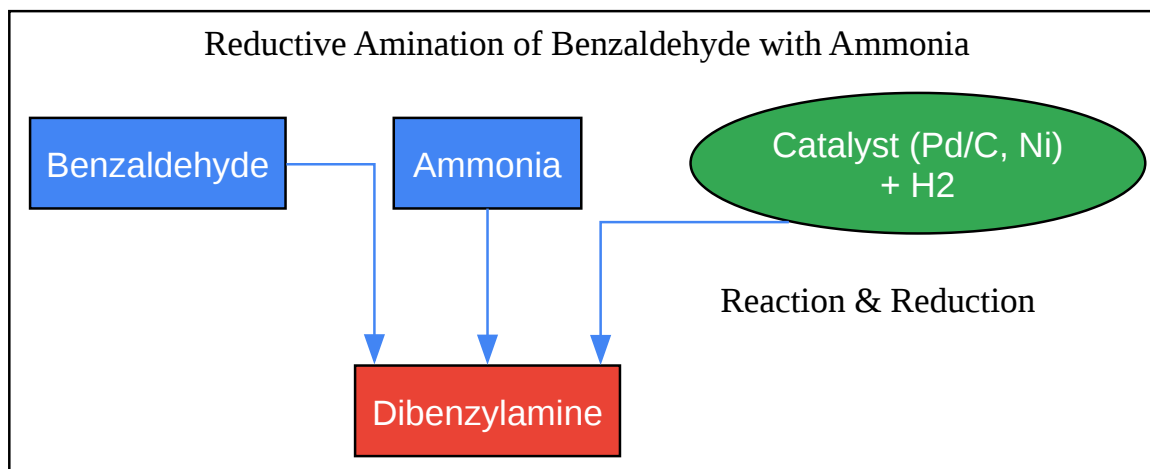 Reductive Amination of Benzaldehyde with Ammonia
Benzaldehyde
Ammonia
Catalyst (Pd/C, Ni)
+ H2
Reaction & Reduction
Dibenzylamine